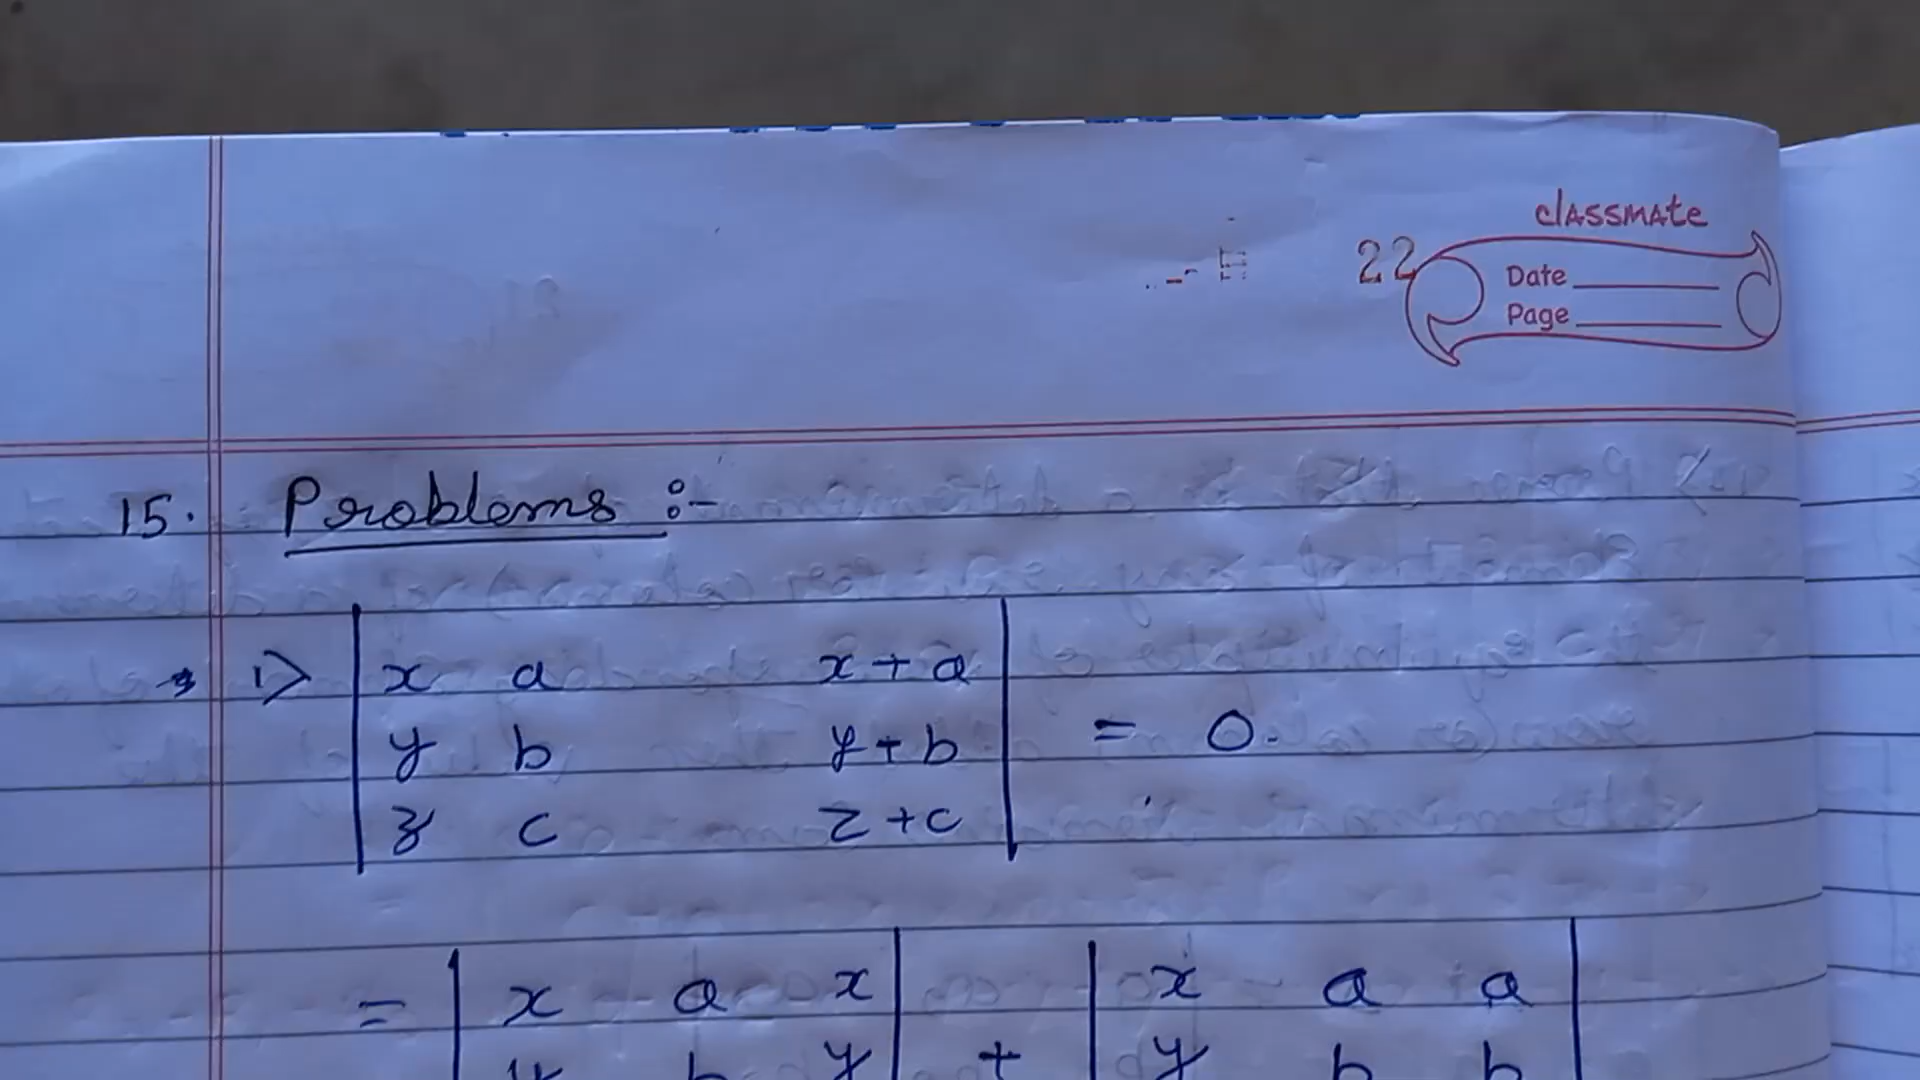 classmate
22
Date
Page
15. Problems :-
1> | x a x + a |
| y b y + b | = 0.
| z c z + c |
= | x a x | | x a a |
| y b y | + | y b b |